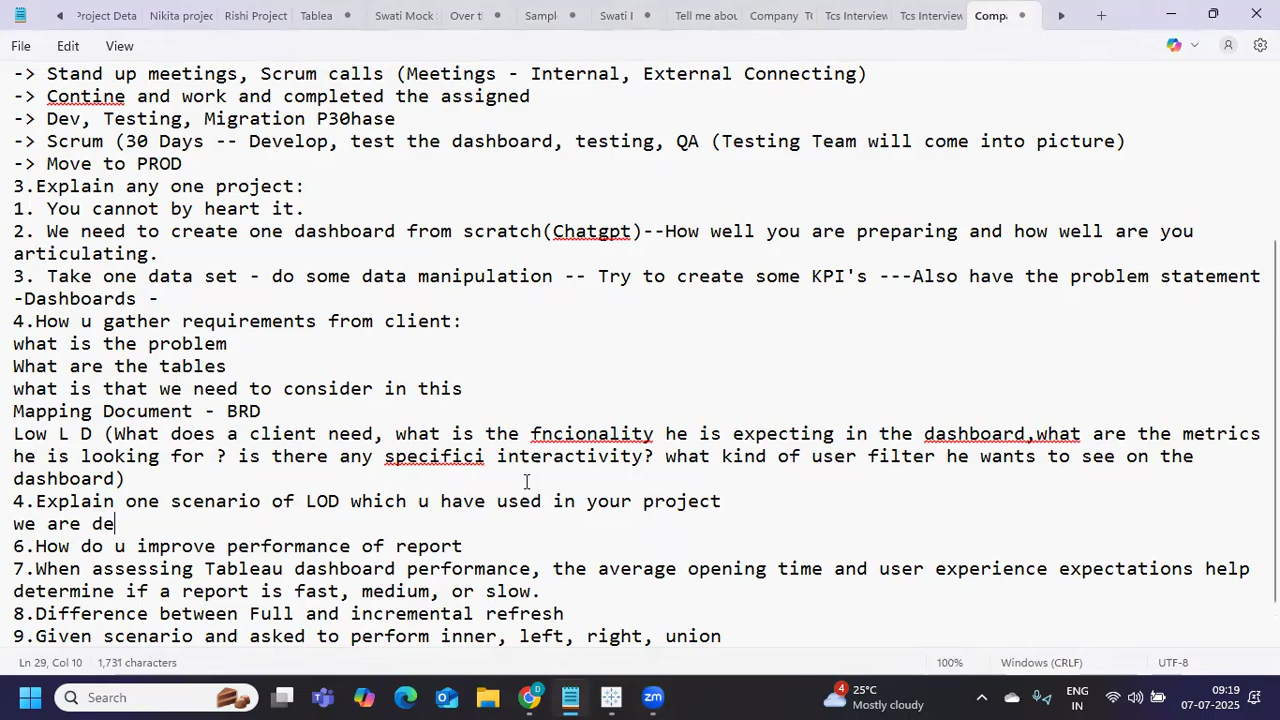 Project Deta
Nikita projec
Rishi Project
Tablea
Swati Mock
Over t
Sampl
Swati I
Tell me abou
Company
Tcs Interview
Tcs Interview
Comp
File
Edit
View
-> Stand up meetings, Scrum calls (Meetings - Internal, External Connecting)
-> Contine and work and completed the assigned
-> Dev, Testing, Migration P30hase
-> Scrum (30 Days -- Develop, test the dashboard, testing, QA (Testing Team will come into picture)
-> Move to PROD
3.Explain any one project:
1. You cannot by heart it.
2. We need to create one dashboard from scratch(Chatgpt)--How well you are preparing and how well are you
articulating.
3. Take one data set - do some data manipulation -- Try to create some KPI's ---Also have the problem statement
-Dashboards -
4.How u gather requirements from client:
what is the problem
What are the tables
what is that we need to consider in this
Mapping Document - BRD
Low L D (What does a client need, what is the fncionality he is expecting in the dashboard,what are the metrics
he is looking for ? is there any specifici interactivity? what kind of user filter he wants to see on the
dashboard)
4.Explain one scenario of LOD which u have used in your project
we are de
6.How do u improve performance of report
7.When assessing Tableau dashboard performance, the average opening time and user experience expectations help
determine if a report is fast, medium, or slow.
8.Difference between Full and incremental refresh
9.Given scenario and asked to perform inner, left, right, union
Ln 29, Col 10
1,731 characters
100%
Windows (CRLF)
UTF-8
Search
4
25°C
Mostly cloudy
ENG
IN
09:19
07-07-2025